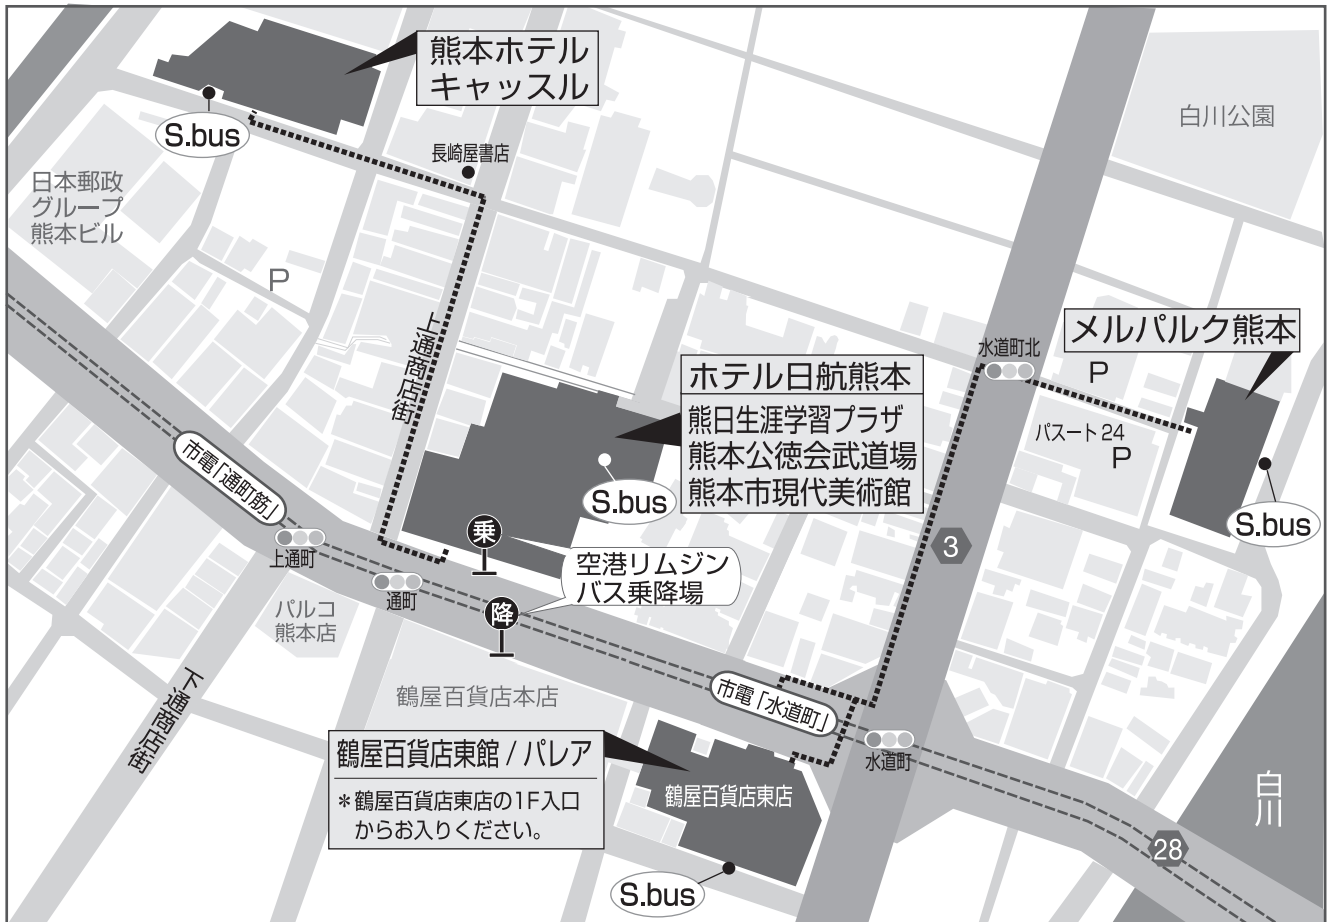 熊本ホテル
キャッスル
S.bus
長崎屋書店
白川公園
日本郵政
グループ
熊本ビル
P
上通商店街
水道町北
メルパルク熊本
P
パスート24
P
S.bus
ホテル日航熊本
熊日生涯学習プラザ
熊本公徳会武道場
熊本市現代美術館
S.bus
市電「通町筋」
上通町
通町
乗
空港リムジン
バス乗降場
降
3
パルコ
熊本店
下通商店街
鶴屋百貨店本店
市電「水道町」
水道町
鶴屋百貨店東館 / パレア
*鶴屋百貨店東店の1F入口
からお入りください。
鶴屋百貨店東店
S.bus
白川
28